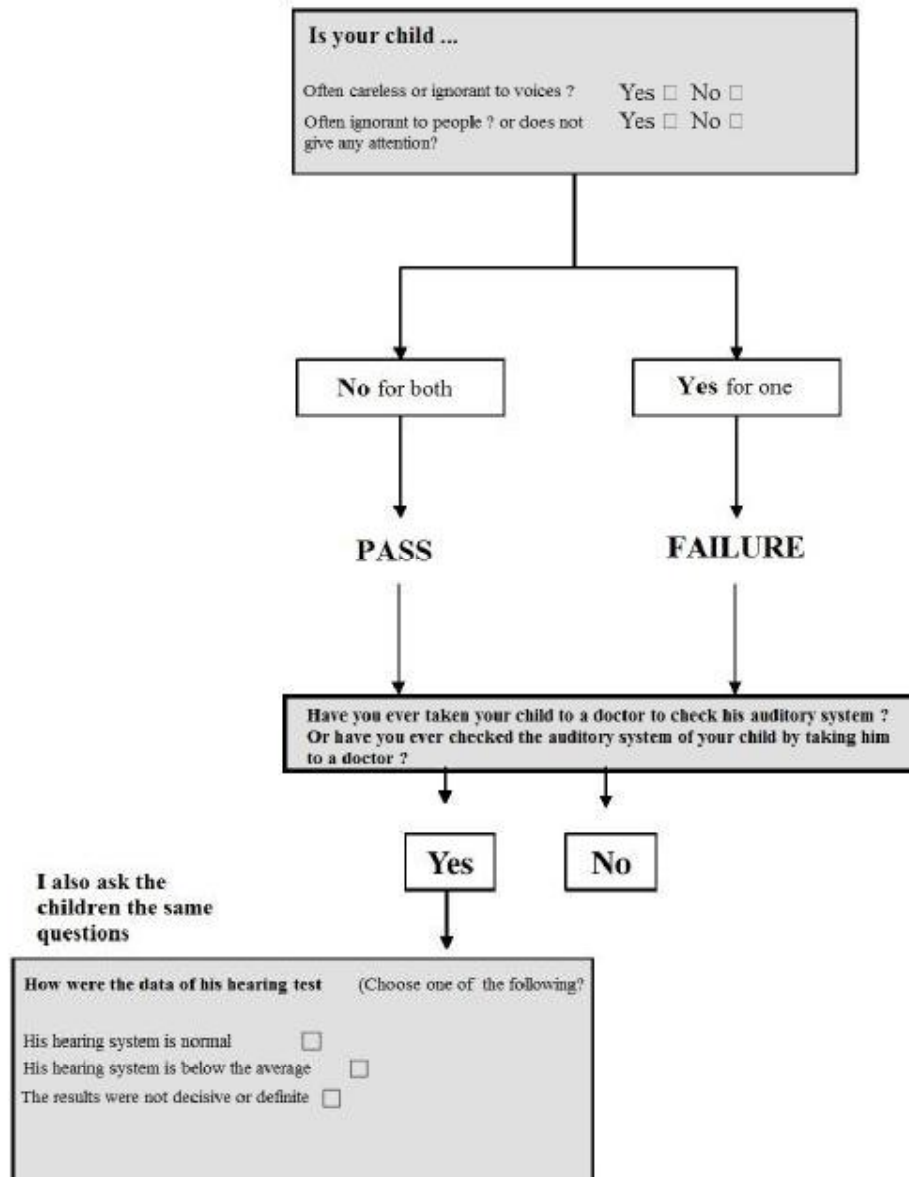 Is your child ...
Often careless or ignorant to voices ? Yes □ No □
Often ignorant to people ? or does not Yes □ No □
give any attention?
No for both
Yes for one
PASS
FAILURE
Have you ever taken your child to a doctor to check his auditory system ?
Or have you ever checked the auditory system of your child by taking him
to a doctor ?
Yes
No
I also ask the
children the same
questions
How were the data of his hearing test (Choose one of the following?
His hearing system is normal □
His hearing system is below the average □
The results were not decisive or definite □